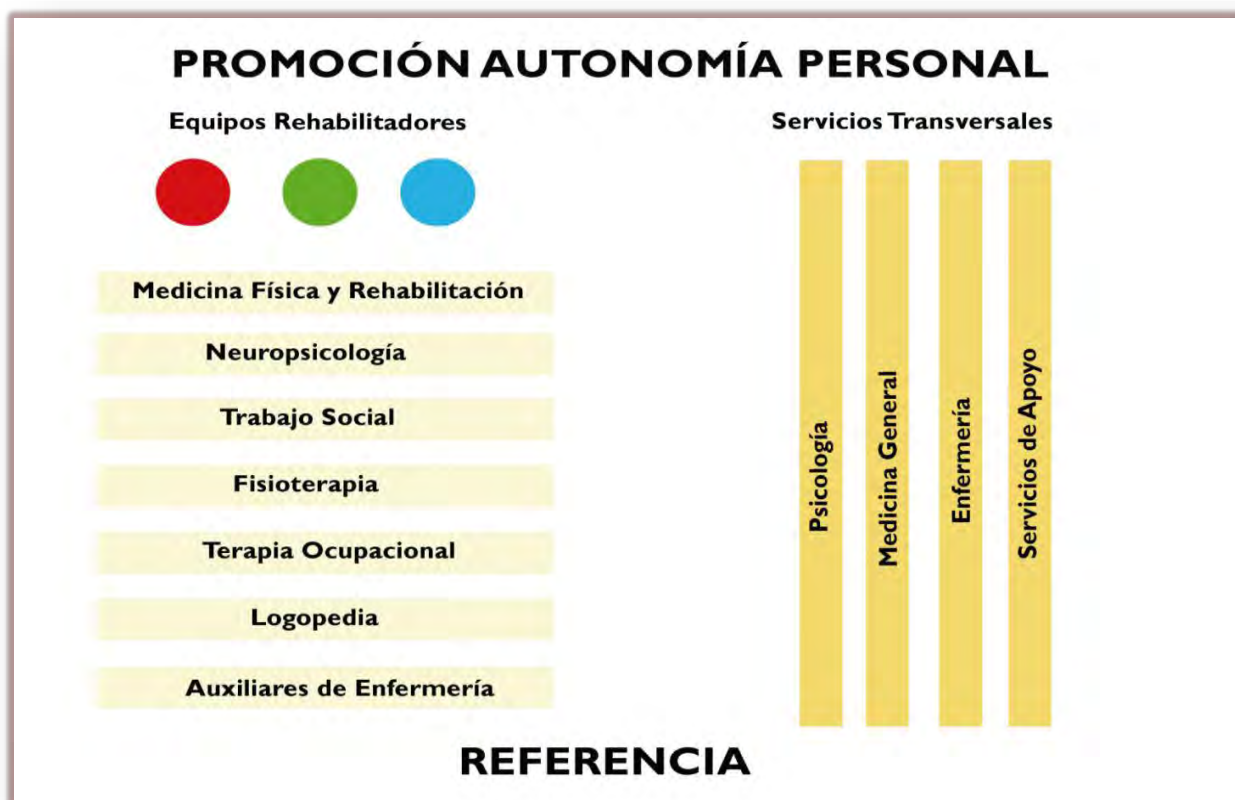 PROMOCIÓN AUTONOMÍA PERSONAL
Equipos Rehabilitadores
Servicios Transversales
Medicina Física y Rehabilitación
Neuropsicología
Trabajo Social
Fisioterapia
Terapia Ocupacional
Logopedia
Auxiliares de Enfermería
Psicología
Medicina General
Enfermería
Servicios de Apoyo
REFERENCIA